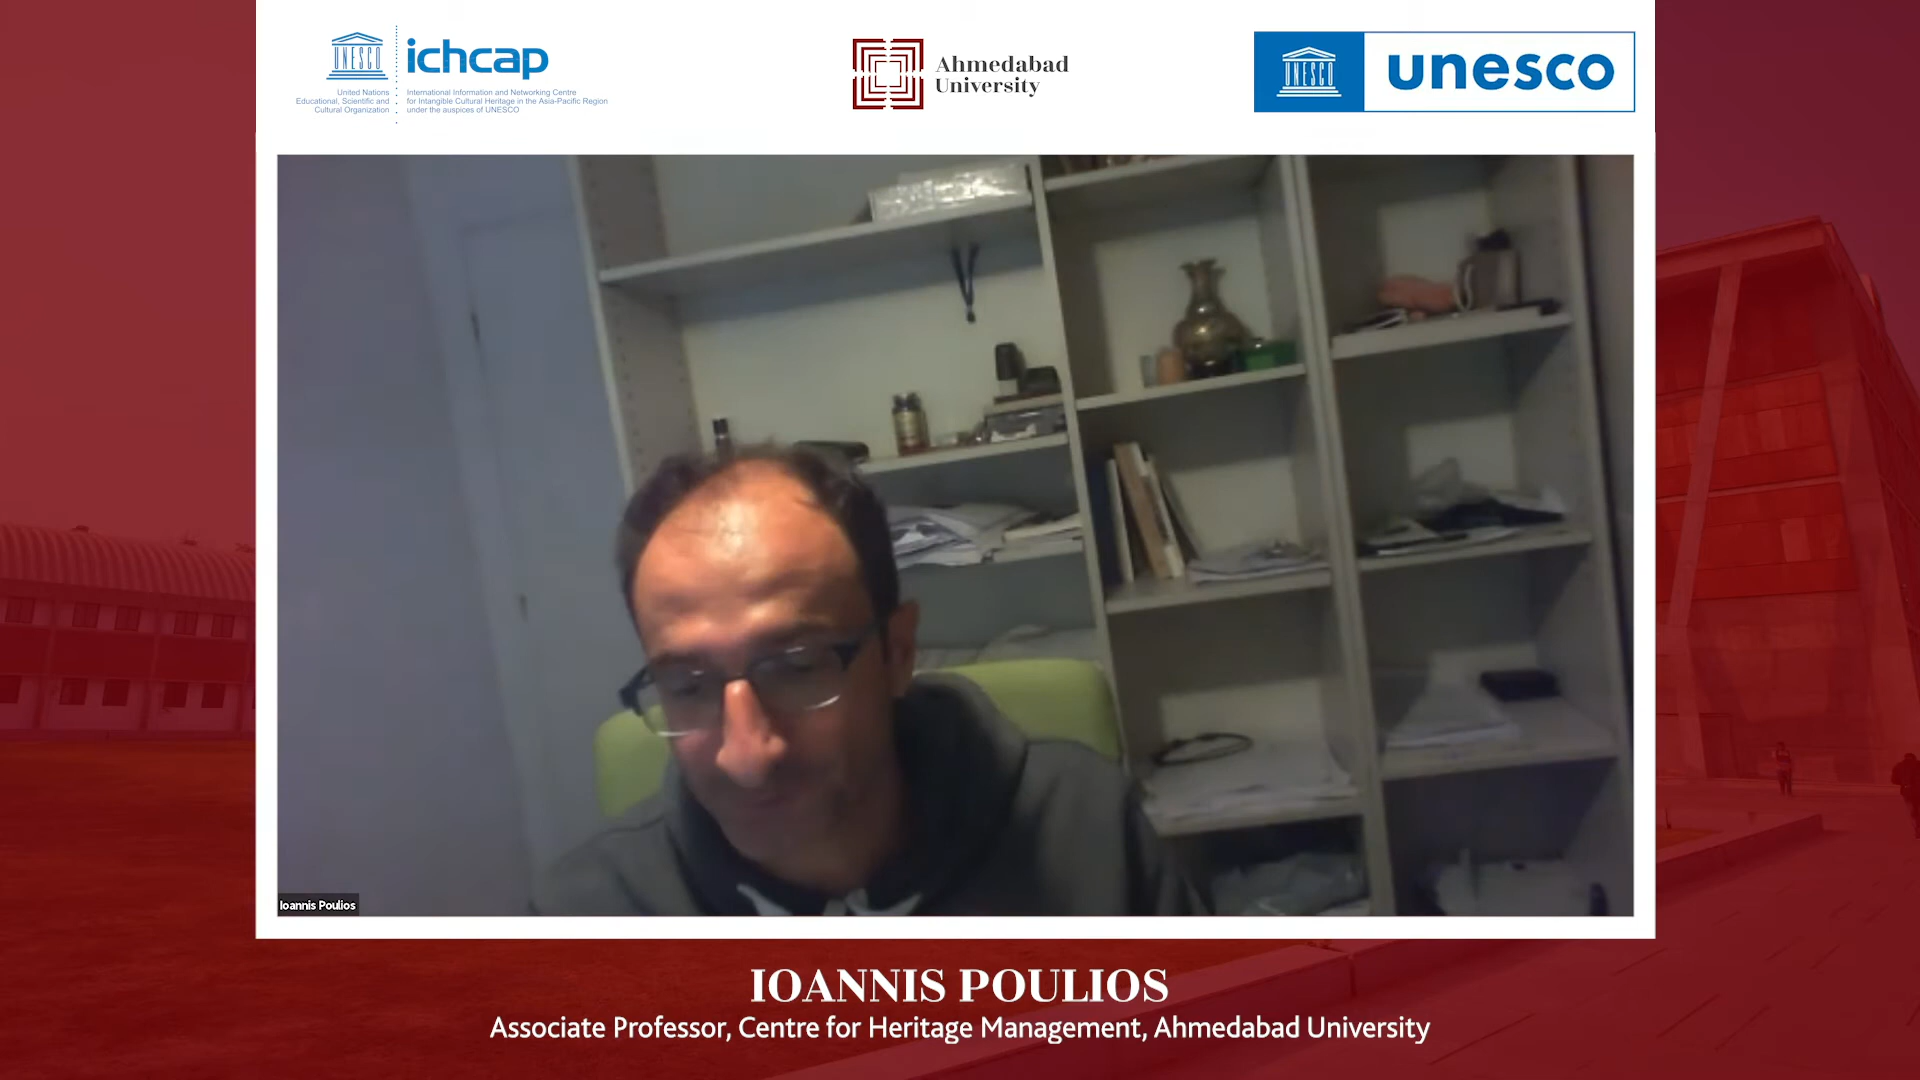 UNESCO
ichcap
United Nations
Educational, Scientific and
Cultural Organization
International Information and Networking Centre
for Intangible Cultural Heritage in the Asia-Pacific Region
under the auspices of UNESCO
Ahmedabad
University
UNESCO
unesco
Ioannis Poulios
IOANNIS POULIOS
Associate Professor, Centre for Heritage Management, Ahmedabad University